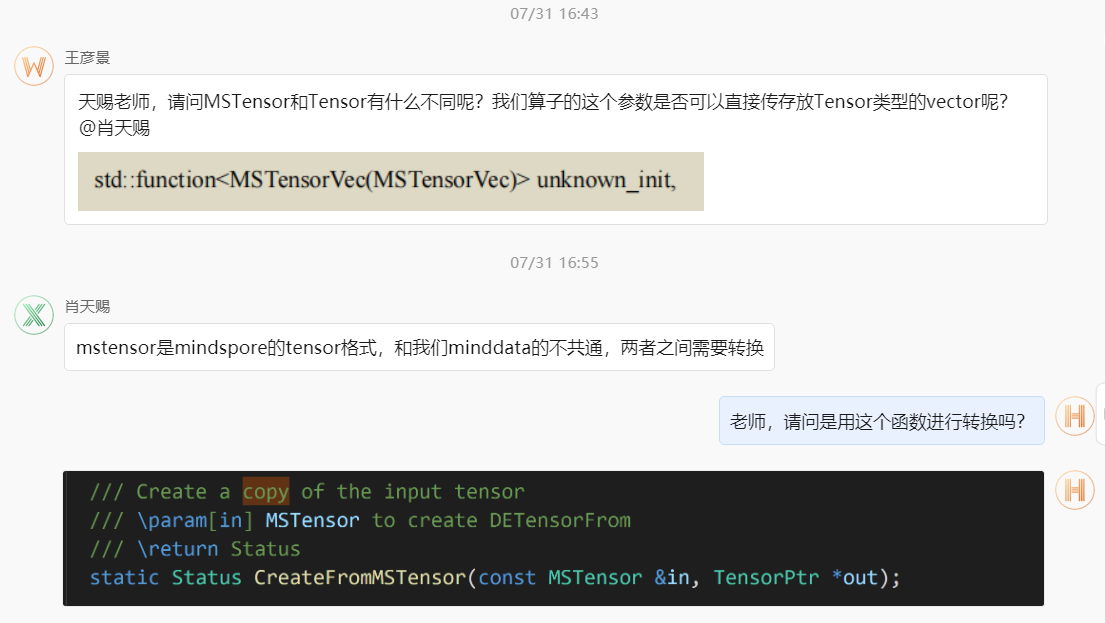 07/31 16:43
W
王彦景
天赐老师，请问MSTensor和Tensor有什么不同呢？我们算子的这个参数是否可以直接传存放Tensor类型的vector呢？
@肖天赐
std::function<MSTensorVec(MSTensorVec)> unknown_init,
07/31 16:55
X
肖天赐
mstensor是mindspore的tensor格式，和我们minddata的不共通，两者之间需要转换
老师，请问是用这个函数进行转换吗？
H
/// Create a copy of the input tensor
H
/// \param[in] MSTensor to create DETensorFrom
/// \return Status
static Status CreateFromMSTensor(const MSTensor &in, TensorPtr *out);